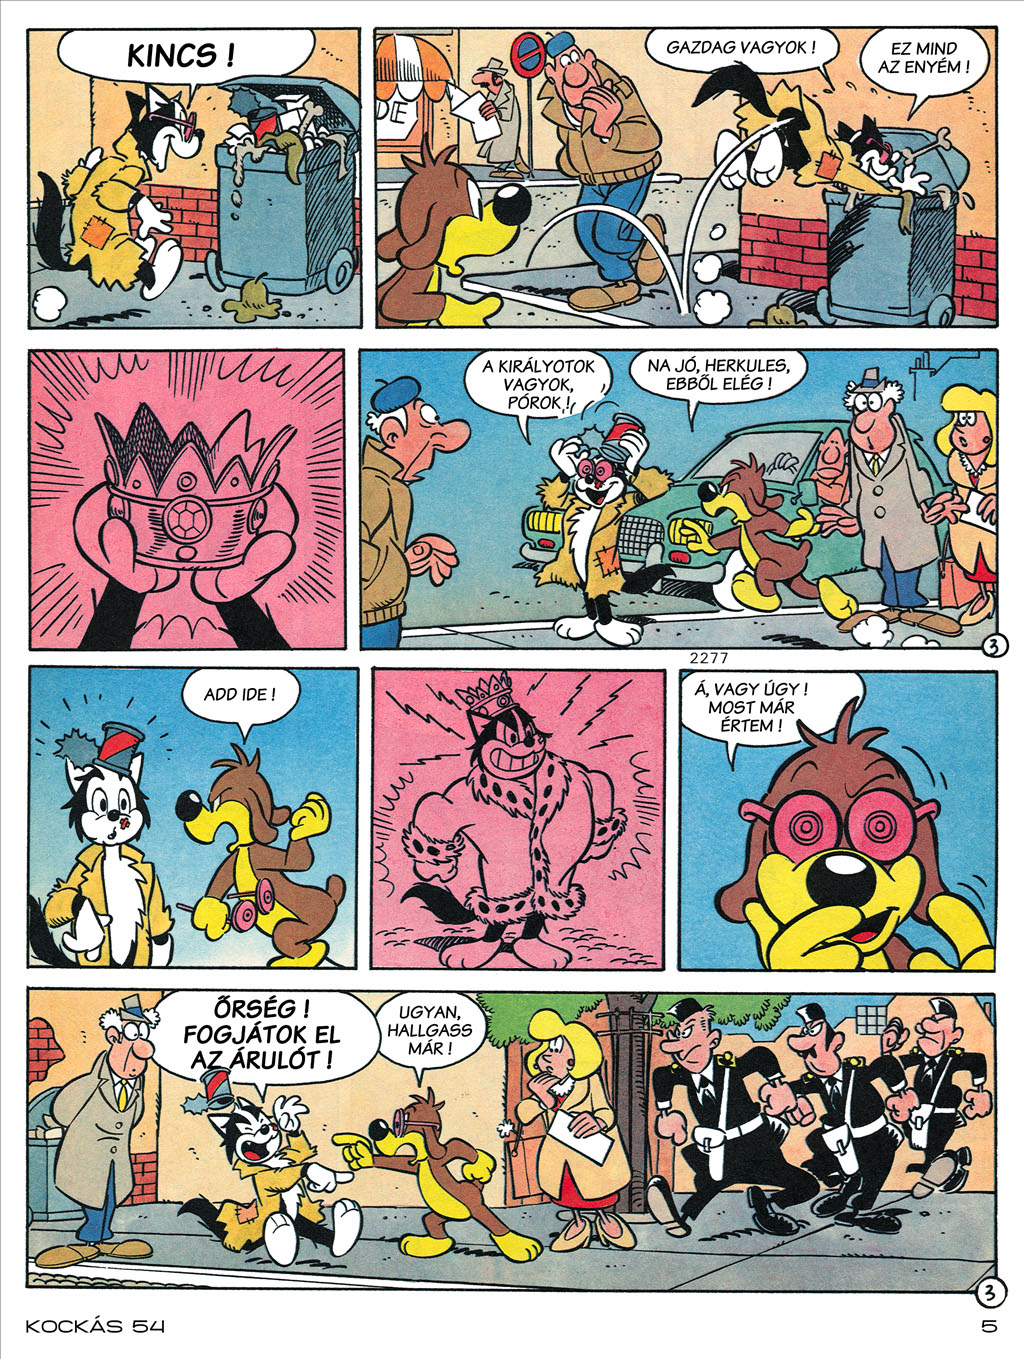 KINCS !
DE
GAZDAG VAGYOK !
EZ MIND
AZ ENYÉM !
A KIRÁLYOTOK
VAGYOK,
PÓROK !
NA JÓ, HERKULES,
EBBŐL ELÉG !
3
2277
ADD IDE !
Á, VAGY ÚGY !
MOST MÁR
ÉRTEM !
ŐRSÉG !
FOGJÁTOK EL
AZ ÁRULÓT !
UGYAN,
HALLGASS
MÁR !
3
KOCKÁS 54
5